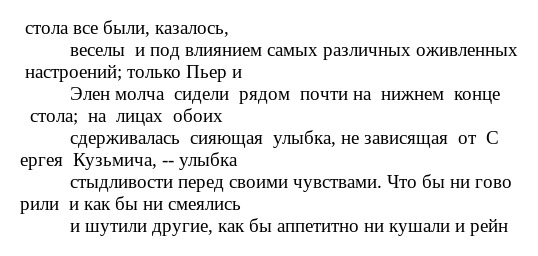 стола все были, казалось,
веселы и под влиянием самых различных оживленных
настроений; только Пьер и
Элен молча сидели рядом почти на нижнем конце
стола; на лицах обоих
сдерживалась сияющая улыбка, не зависящая от С
ергея Кузьмича, -- улыбка
стыдливости перед своими чувствами. Что бы ни гово
рили и как бы ни смеялись
и шутили другие, как бы аппетитно ни кушали и рейн